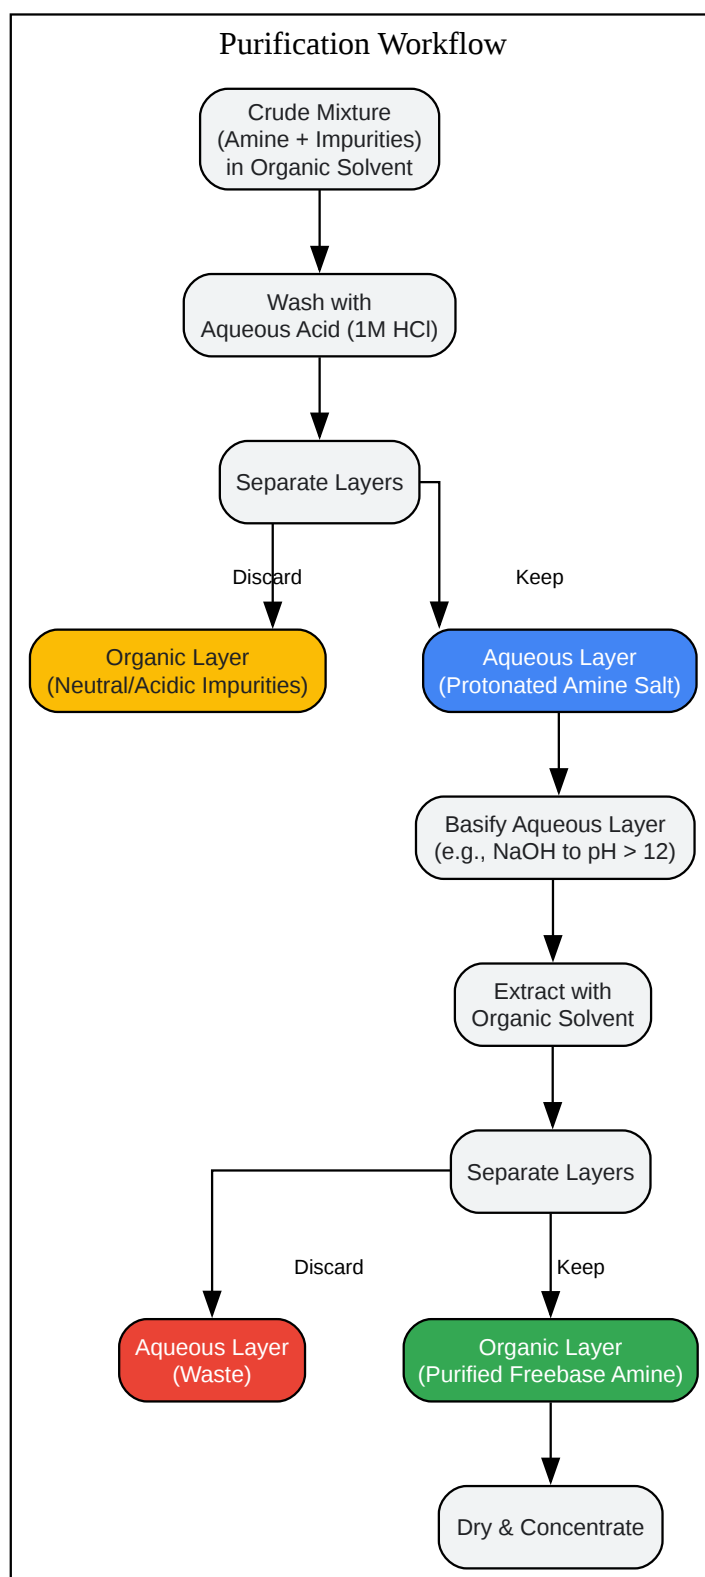 Purification Workflow
Crude Mixture
(Amine + Impurities)
in Organic Solvent
Wash with
Aqueous Acid (1M HCl)
Separate Layers
Discard
Keep
Organic Layer
(Neutral/Acidic Impurities)
Aqueous Layer
(Protonated Amine Salt)
Basify Aqueous Layer
(e.g., NaOH to pH > 12)
Extract with
Organic Solvent
Separate Layers
Discard
Keep
Aqueous Layer
(Waste)
Organic Layer
(Purified Freebase Amine)
Dry & Concentrate